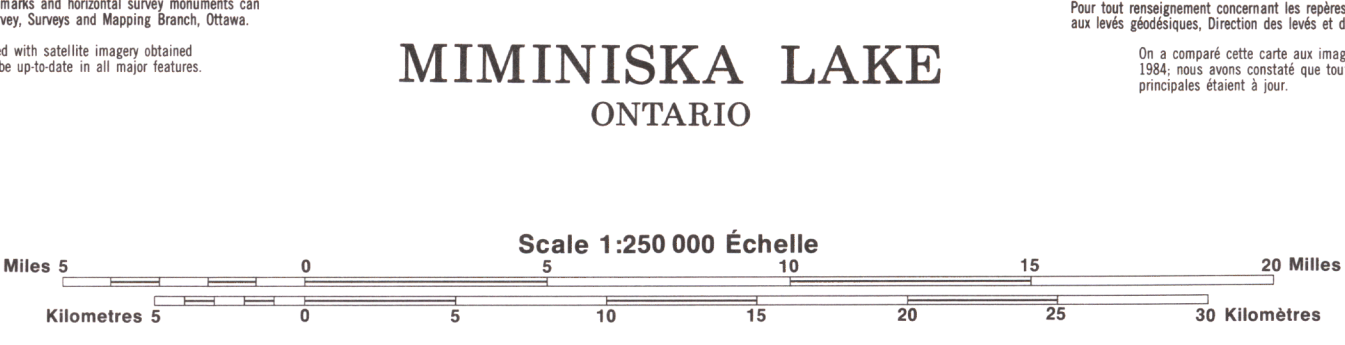 marks and horizontal survey monuments can
vey, Surveys and Mapping Branch, Ottawa.
ed with satellite imagery obtained
be up-to-date in all major features.
MIMINISKA LAKE
ONTARIO
Pour tout renseignement concernant les repères
aux levés géodésiques, Direction des levés et d
On a comparé cette carte aux imag
1984; nous avons constaté que tou
principales étaient à jour.
Scale 1:250 000 Échelle
Miles 5 0 5 10 15 20 Milles
Kilometres 5 0 5 10 15 20 25 30 Kilomètres